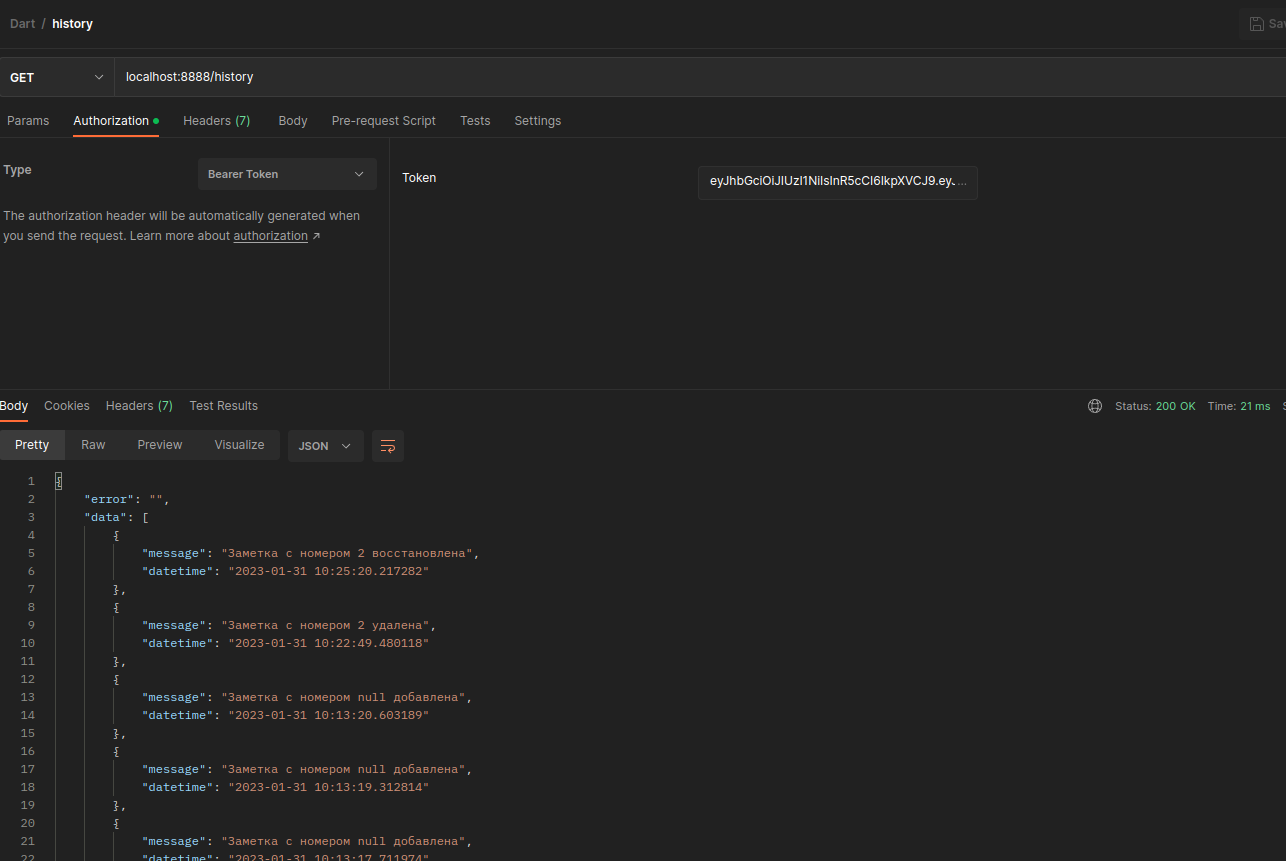 Dart / history
Sav
GET localhost:8888/history
Params Authorization Headers (7) Body Pre-request Script Tests Settings
Type Bearer Token Token eyJhbGciOiJIUzI1NiIsInR5cCI6IkpXVCJ9.eyJ...
The authorization header will be automatically generated when
you send the request. Learn more about authorization ↗
Body Cookies Headers (7) Test Results Status: 200 OK Time: 21 ms S
Pretty Raw Preview Visualize JSON
1 {
2 "error": "",
3 "data": [
4 {
5 "message": "Заметка с номером 2 восстановлена",
6 "datetime": "2023-01-31 10:25:20.217282"
7 },
8 {
9 "message": "Заметка с номером 2 удалена",
10 "datetime": "2023-01-31 10:22:49.480118"
11 },
12 {
13 "message": "Заметка с номером null добавлена",
14 "datetime": "2023-01-31 10:13:20.603189"
15 },
16 {
17 "message": "Заметка с номером null добавлена",
18 "datetime": "2023-01-31 10:13:19.312814"
19 },
20 {
21 "message": "Заметка с номером null добавлена",
22 "datetime": "2023-01-31 10:13:17.711974"